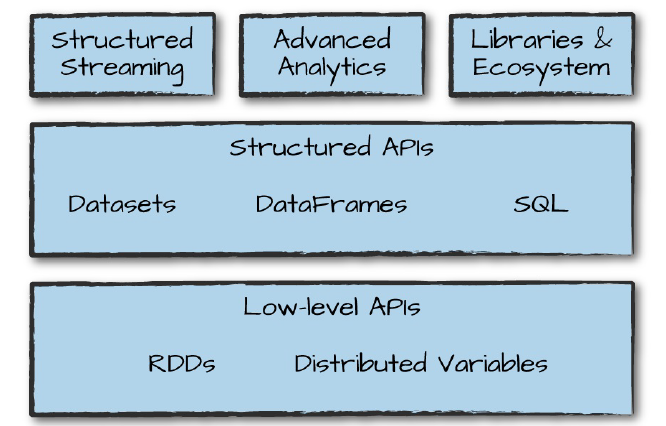 Structured
Streaming
Advanced
Analytics
Libraries &
Ecosystem
Structured APIs
Datasets DataFrames SQL
Low-level APIs
RDDs Distributed Variables